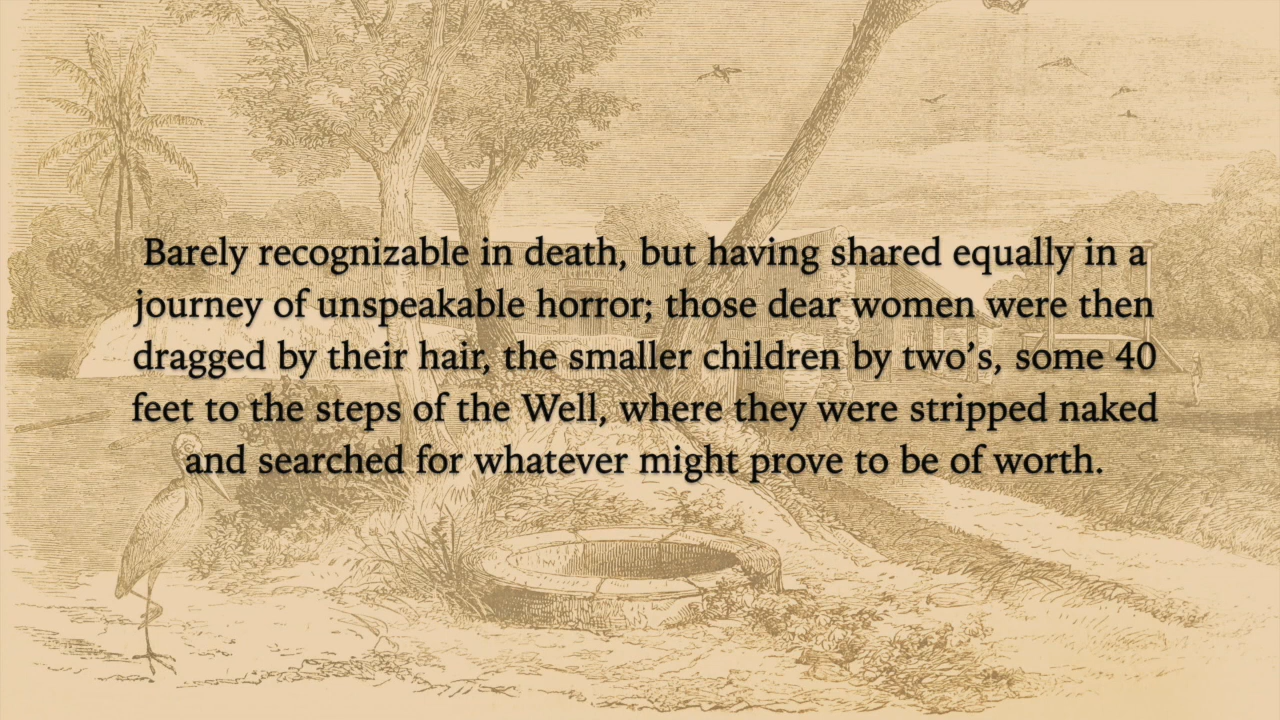 Barely recognizable in death, but having shared equally in a
journey of unspeakable horror; those dear women were then
dragged by their hair, the smaller children by two’s, some 40
feet to the steps of the Well, where they were stripped naked
and searched for whatever might prove to be of worth.